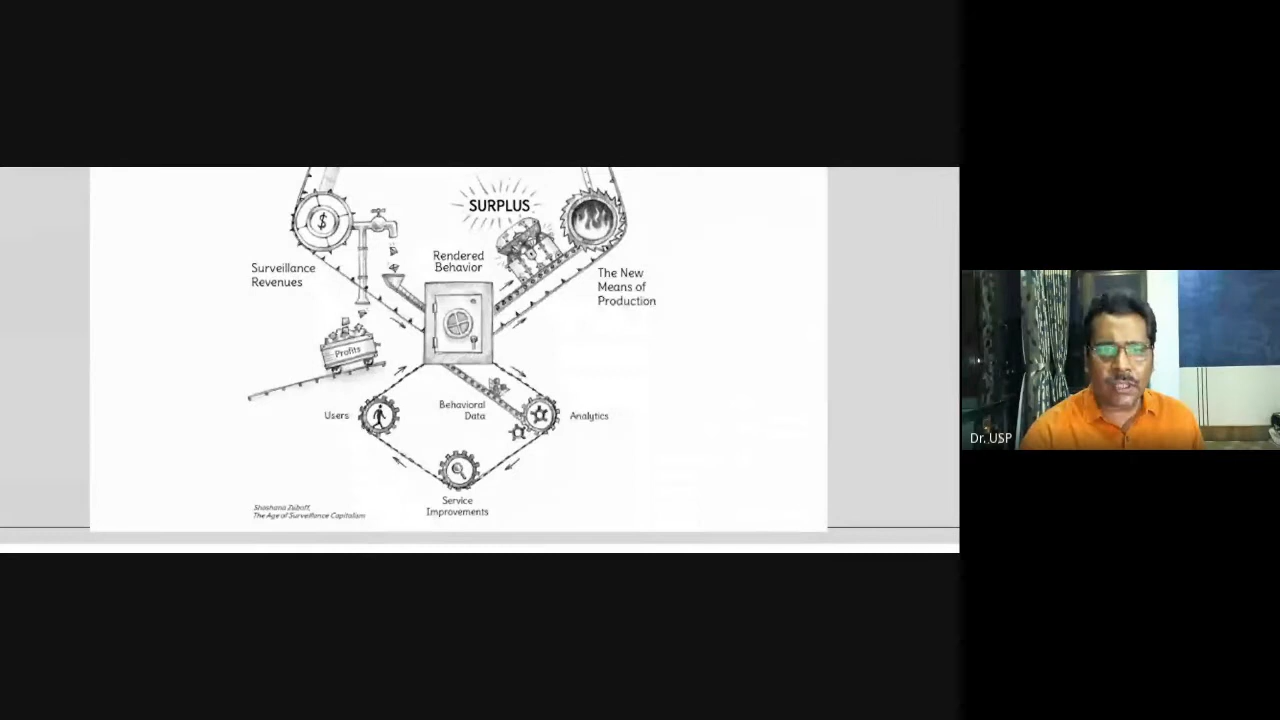 SURPLUS
Rendered
Behavior
$
Surveillance
Revenues
The New
Means of
Production
Profits
Users
Behavioral
Data
Analytics
Service
Improvements
Shoshana Zuboff,
The Age of Surveillance Capitalism
Dr. USP